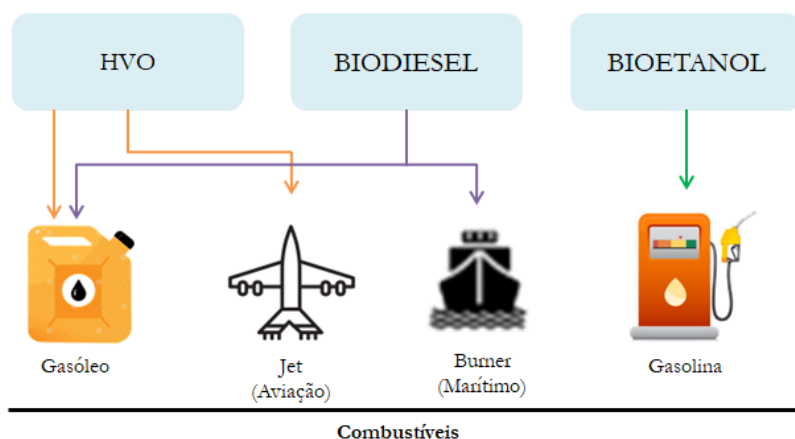 HVO
BIODIESEL
BIOETANOL
Gasóleo
Jet
(Aviação)
Burner
(Marítimo)
Gasolina
Combustíveis